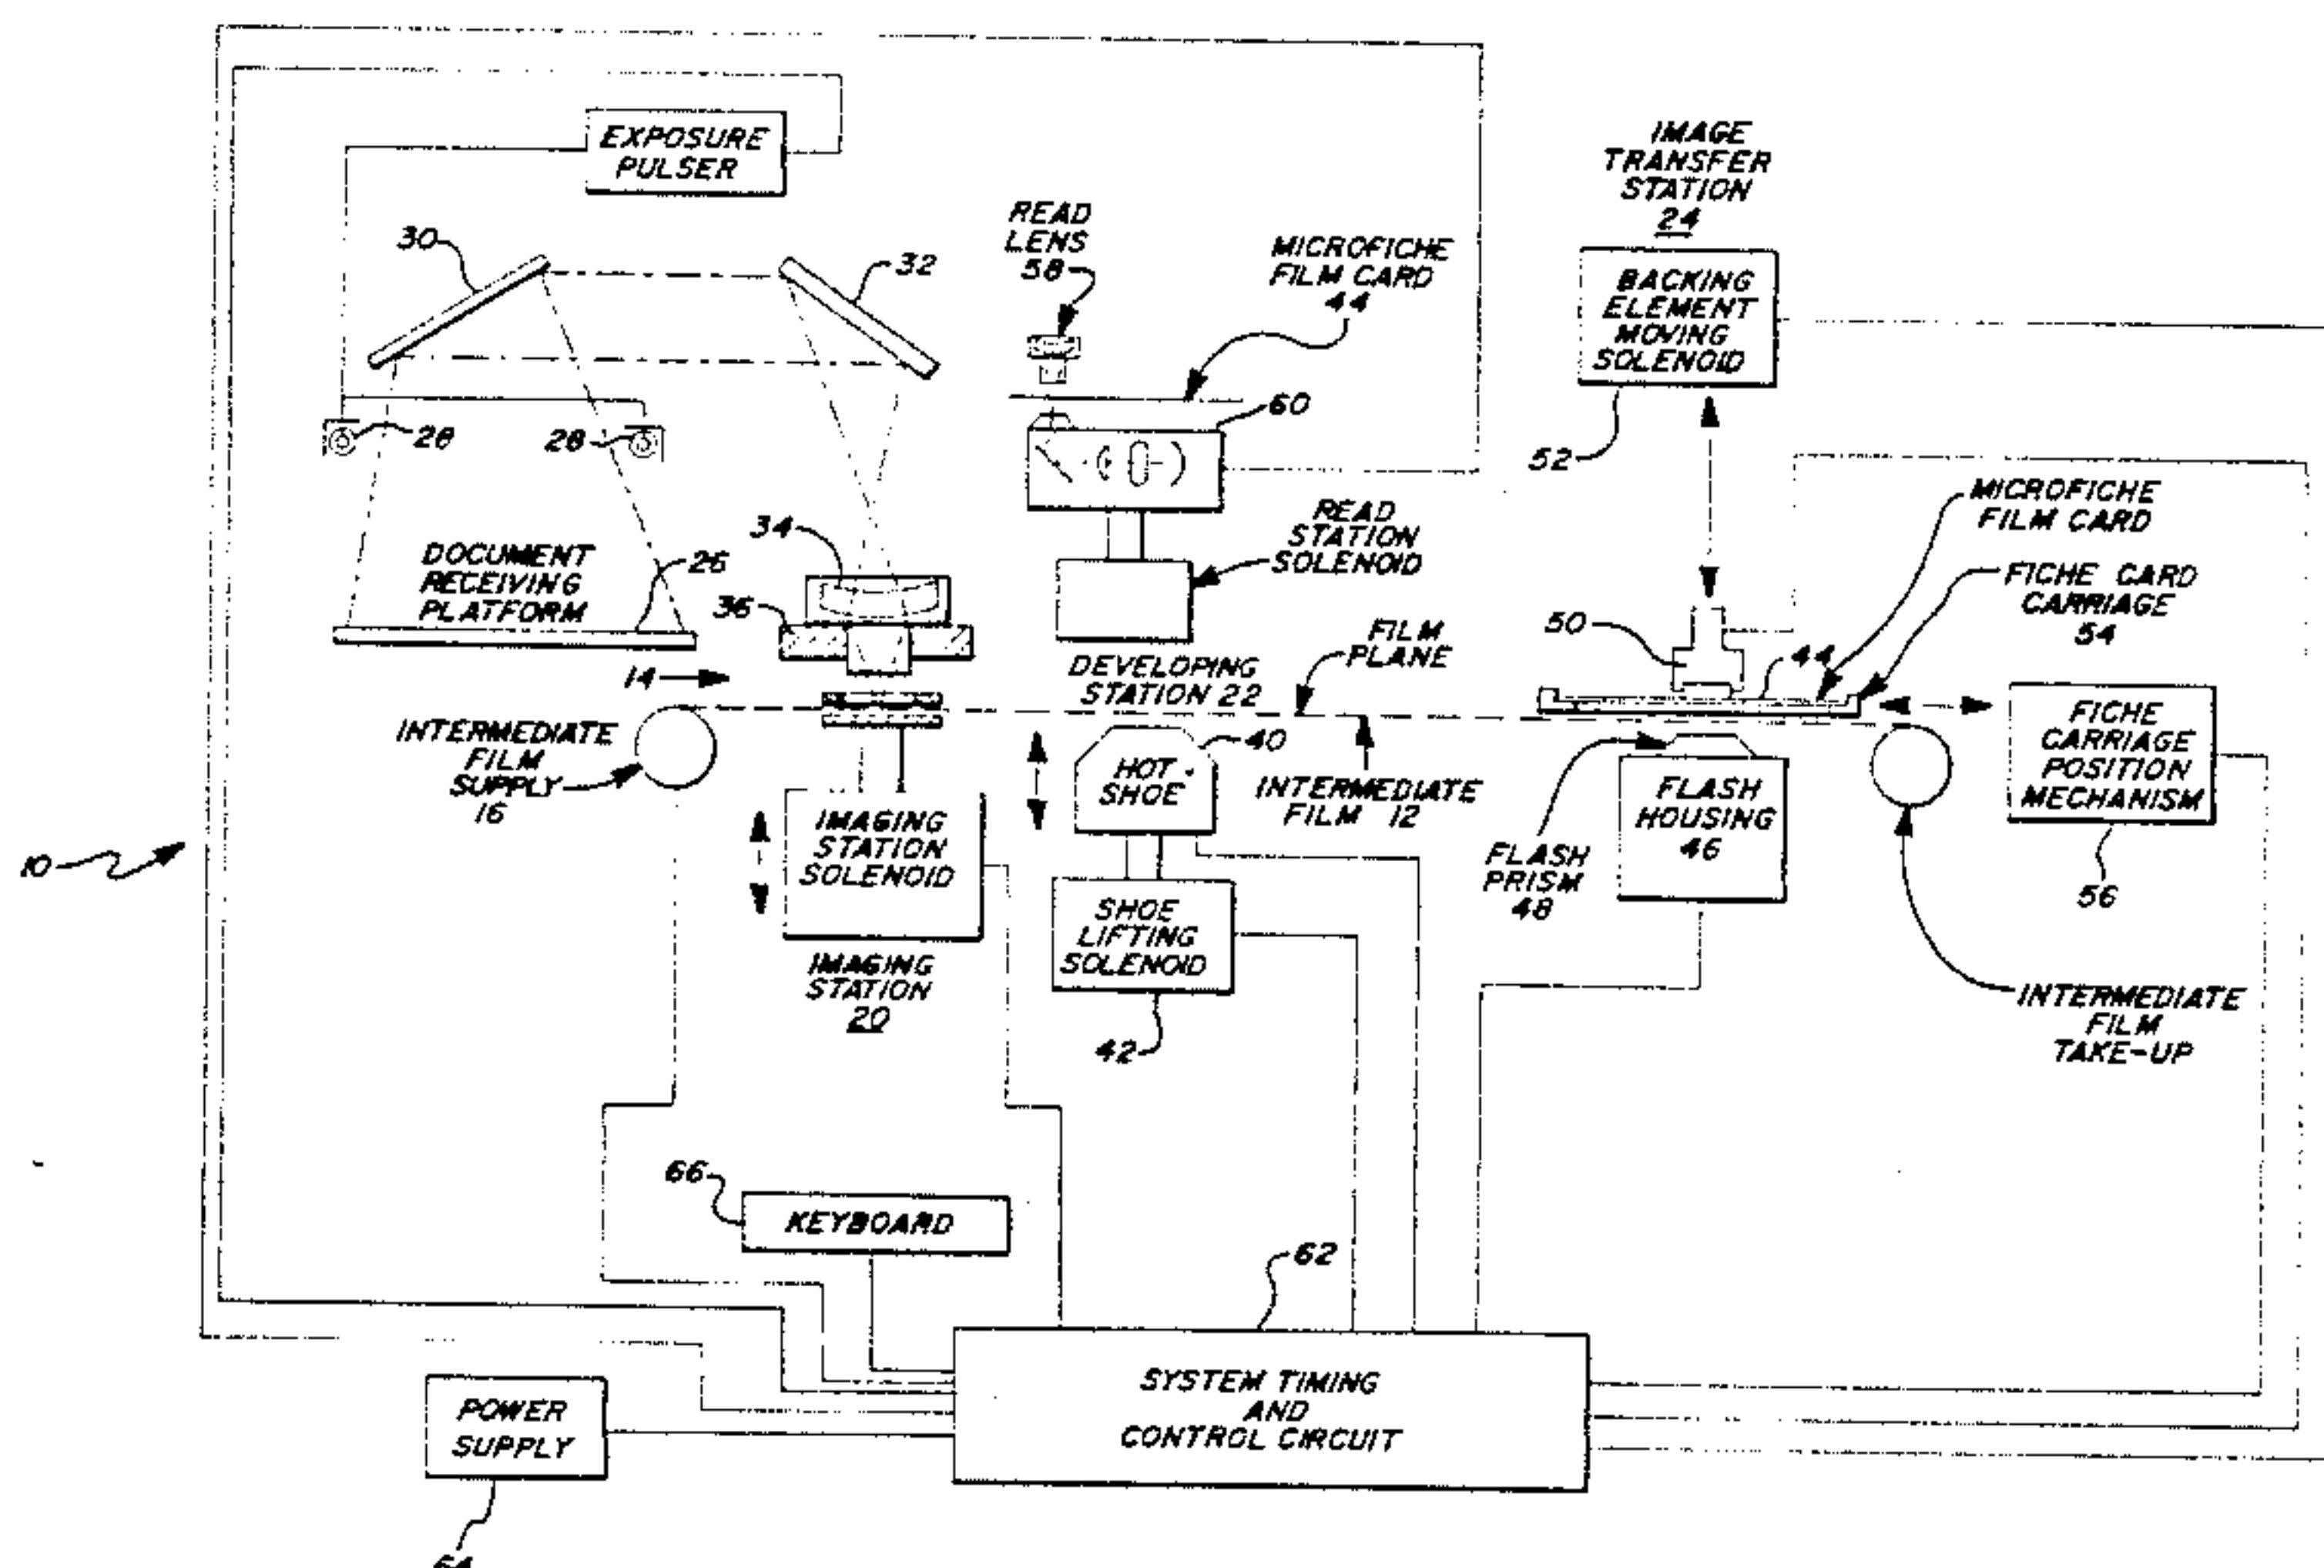 EXPOSURE
PULSER
30
32
READ
LENS
58
MICROFICHE
FILM CARD
44
IMAGE
TRANSFER
STATION
24
BACKING
ELEMENT
MOVING
SOLENOID
52
28
28
60
READ
STATION
SOLENOID
34
36
DOCUMENT
RECEIVING
PLATFORM
26
14
INTERMEDIATE
FILM
SUPPLY
16
DEVELOPING
STATION 22
FILM
PLANE
50
44
MICROFICHE
FILM CARD
FICHE CARD
CARRIAGE
54
FICHE
CARRIAGE
POSITION
MECHANISM
56
40
HOT
SHOE
INTERMEDIATE
FILM 12
FLASH
HOUSING
46
FLASH
PRISM
48
10
IMAGING
STATION
SOLENOID
IMAGING
STATION
20
SHOE
LIFTING
SOLENOID
42
INTERMEDIATE
FILM
TAKE-UP
66
KEYBOARD
62
SYSTEM TIMING
AND
CONTROL CIRCUIT
POWER
SUPPLY